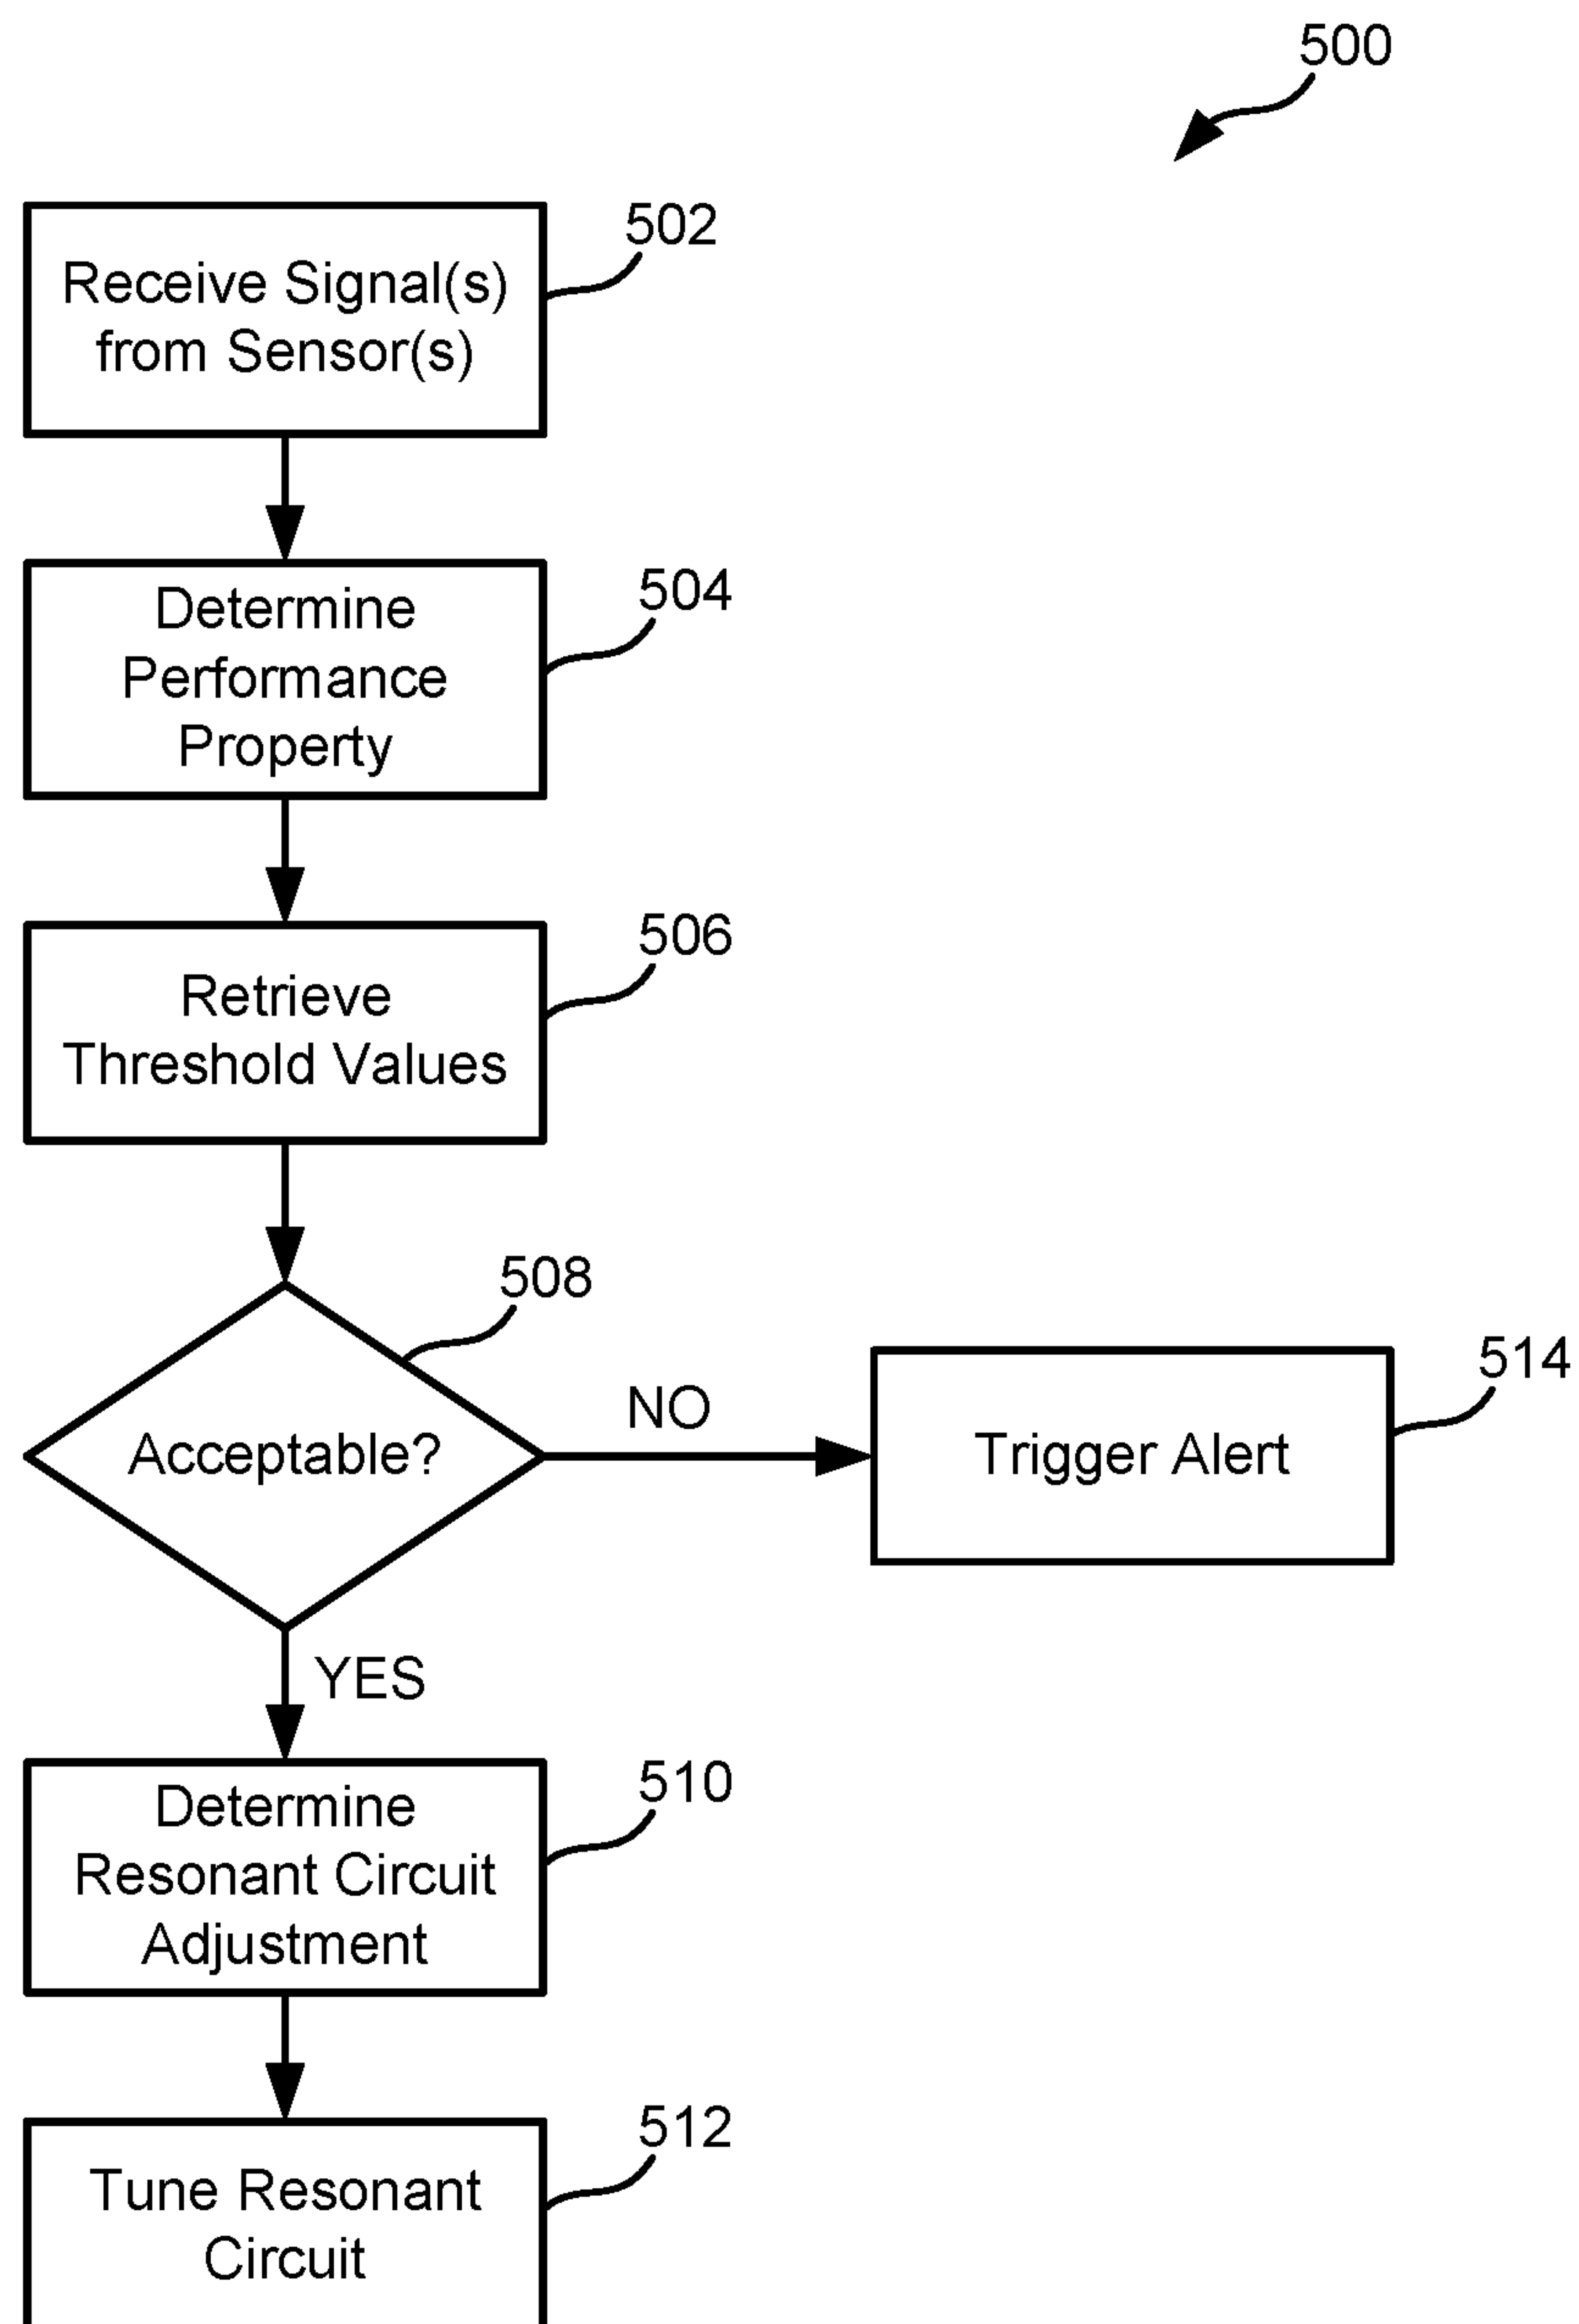 500
502
Receive Signal(s)
from Sensor(s)
504
Determine
Performance
Property
506
Retrieve
Threshold Values
508
Acceptable?
NO
514
Trigger Alert
YES
510
Determine
Resonant Circuit
Adjustment
512
Tune Resonant
Circuit